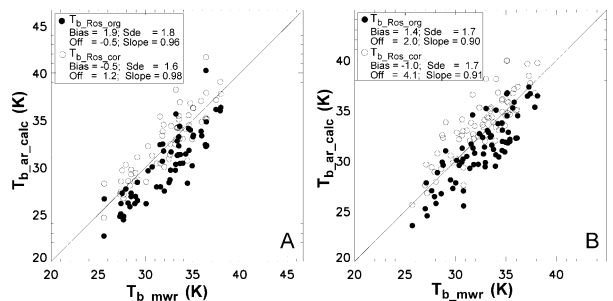 T_b_Ros_org
Bias = 1.9; Sde = 1.8
Off = -0.5; Slope = 0.96
T_b_Ros_cor
Bias = -0.5; Sde = 1.6
Off = 1.2; Slope = 0.98
45
40
35
30
25
20
T_b_ar_calc (K)
A
20 25 30 35 40 45
T_b_mwr (K)
T_b_Ros_org
Bias = 1.4; Sde = 1.7
Off = 2.0; Slope = 0.90
T_b_Ros_cor
Bias = -1.0; Sde = 1.7
Off = 4.1; Slope = 0.91
45
40
35
30
25
20
T_b_ar_calc (K)
B
20 25 30 35 40 45
T_b_mwr (K)